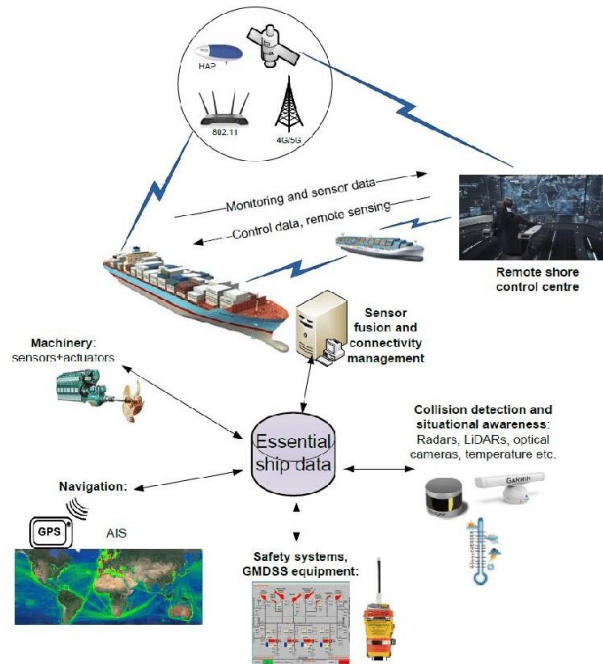 HAP
802.11
4G/5G
Monitoring and sensor data
Control data, remote sensing
Remote shore
control centre
Sensor
fusion and
connectivity
management
Machinery:
sensors+actuators
Collision detection and
situational awareness:
Radars, LiDARs, optical
cameras, temperature etc.
Essential
ship data
GARMIN
Navigation:
GPS
AIS
Safety systems,
GMDSS equipment: